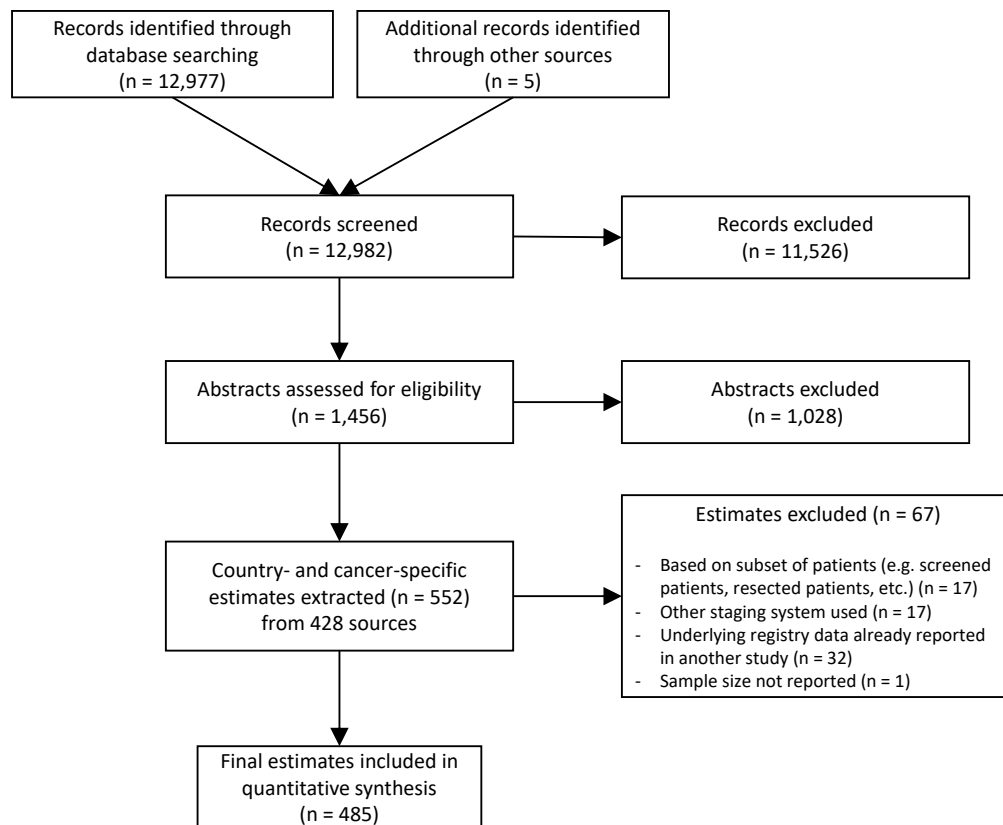 Records identified through
database searching
(n = 12,977)
Additional records identified
through other sources
(n = 5)
Records screened
(n = 12,982)
Records excluded
(n = 11,526)
Abstracts assessed for eligibility
(n = 1,456)
Abstracts excluded
(n = 1,028)
Country- and cancer-specific
estimates extracted (n = 552)
from 428 sources
Estimates excluded (n = 67)
- Based on subset of patients (e.g. screened
patients, resected patients, etc.) (n = 17)
- Other staging system used (n = 17)
- Underlying registry data already reported
in another study (n = 32)
- Sample size not reported (n = 1)
Final estimates included in
quantitative synthesis
(n = 485)